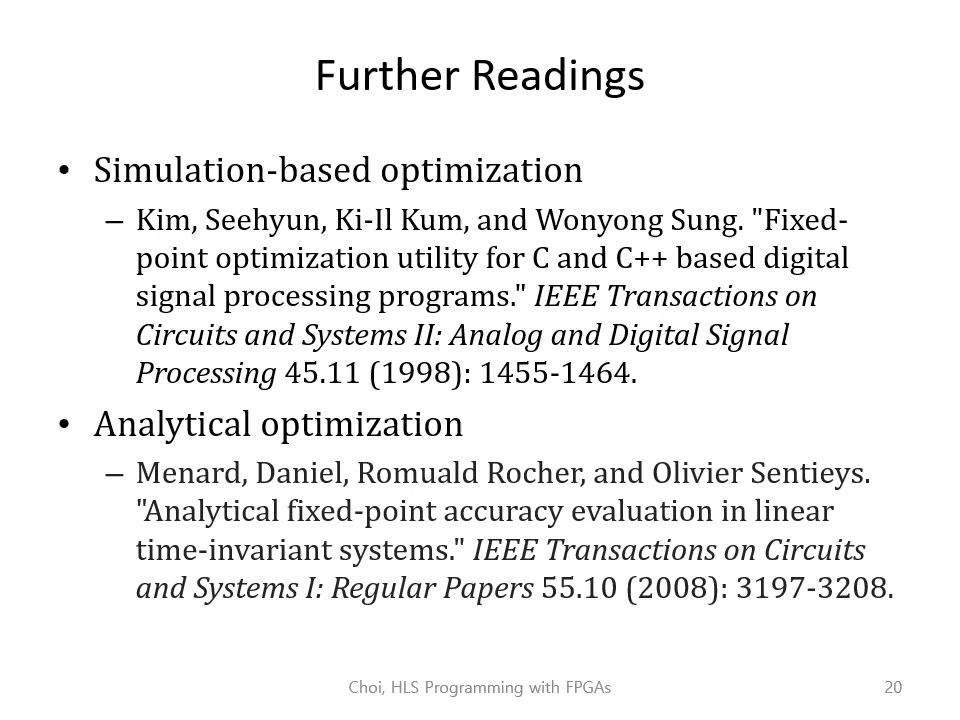 Further Readings
• Simulation-based optimization
– Kim, Seehyun, Ki-Il Kum, and Wonyong Sung. "Fixed-
point optimization utility for C and C++ based digital
signal processing programs." IEEE Transactions on
Circuits and Systems II: Analog and Digital Signal
Processing 45.11 (1998): 1455-1464.
• Analytical optimization
– Menard, Daniel, Romuald Rocher, and Olivier Sentieys.
"Analytical fixed-point accuracy evaluation in linear
time-invariant systems." IEEE Transactions on Circuits
and Systems I: Regular Papers 55.10 (2008): 3197-3208.
Choi, HLS Programming with FPGAs
20